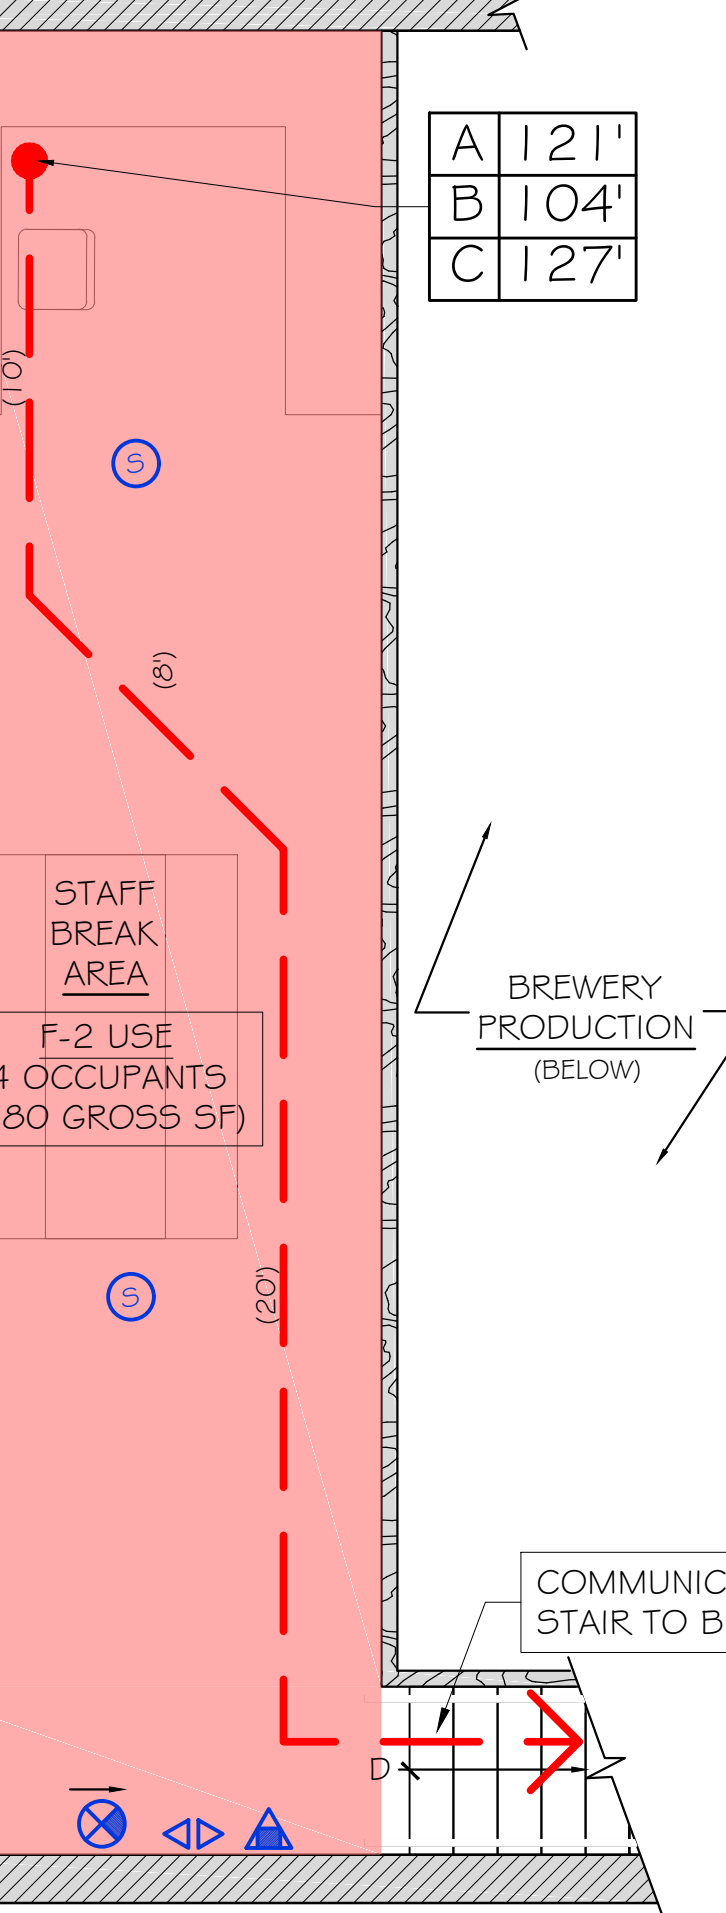 A 121'
B 104'
C 127'
(10')
S
(8')
STAFF
BREAK
AREA
F-2 USE
4 OCCUPANTS
80 GROSS SF)
BREWERY
PRODUCTION
(BELOW)
(20')
S
COMMUNIC
STAIR TO B
D